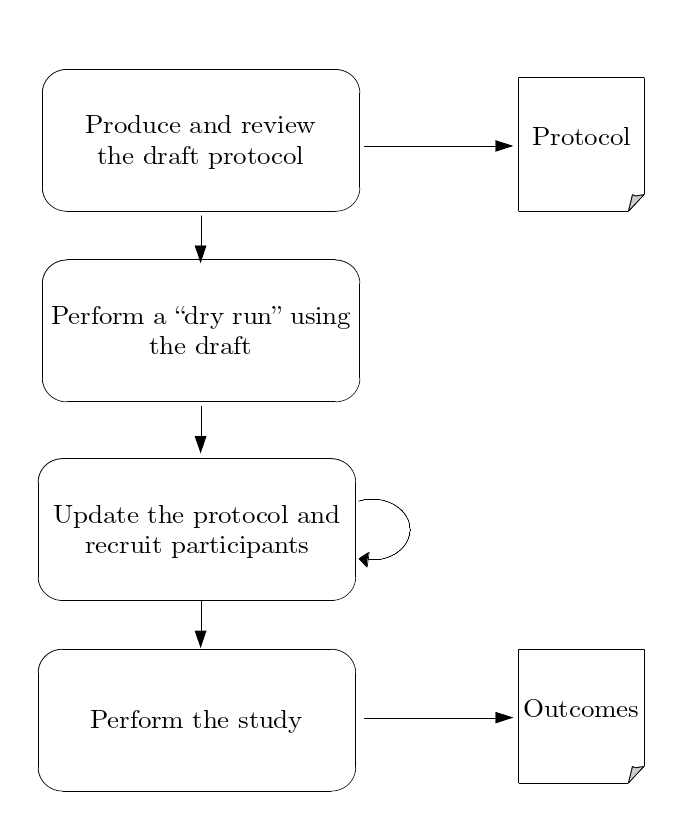 Produce and review
the draft protocol
Protocol
Perform a “dry run” using
the draft
Update the protocol and
recruit participants
Perform the study
Outcomes